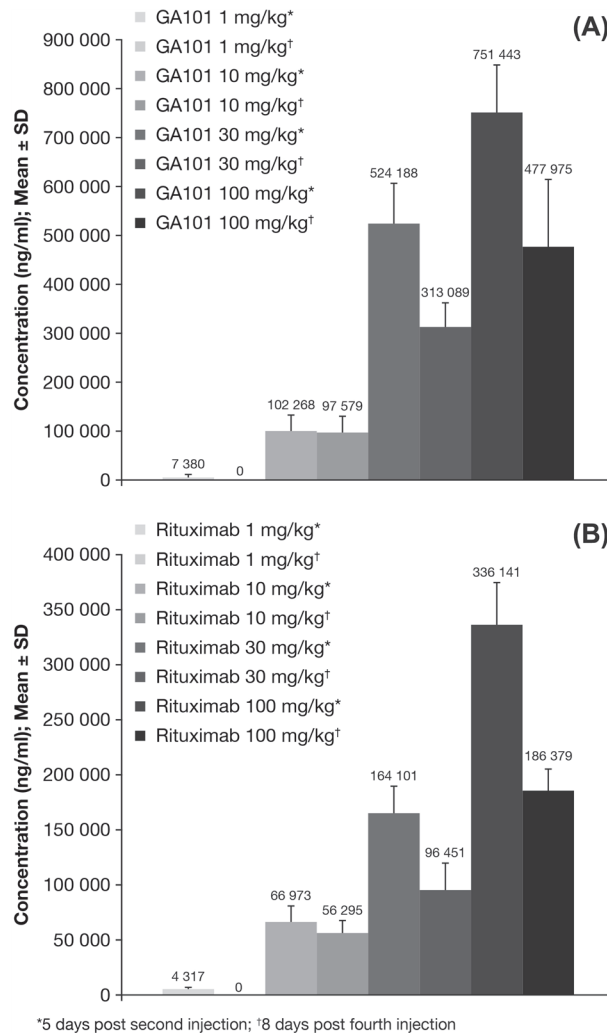 GA101 1 mg/kg*
(A)
GA101 1 mg/kg†
GA101 10 mg/kg*
GA101 10 mg/kg†
GA101 30 mg/kg*
GA101 30 mg/kg†
GA101 100 mg/kg*
GA101 100 mg/kg†
Concentration (ng/ml); Mean ± SD
900 000
800 000
700 000
600 000
500 000
400 000
300 000
200 000
100 000
0
7 380
0
102 268
97 579
524 188
313 089
751 443
477 975
Rituximab 1 mg/kg*
(B)
Rituximab 1 mg/kg†
Rituximab 10 mg/kg*
Rituximab 10 mg/kg†
Rituximab 30 mg/kg*
Rituximab 30 mg/kg†
Rituximab 100 mg/kg*
Rituximab 100 mg/kg†
Concentration (ng/ml); Mean ± SD
400 000
350 000
300 000
250 000
200 000
150 000
100 000
50 000
0
4 317
0
66 973
56 295
164 101
96 451
336 141
186 379
*5 days post second injection; †8 days post fourth injection